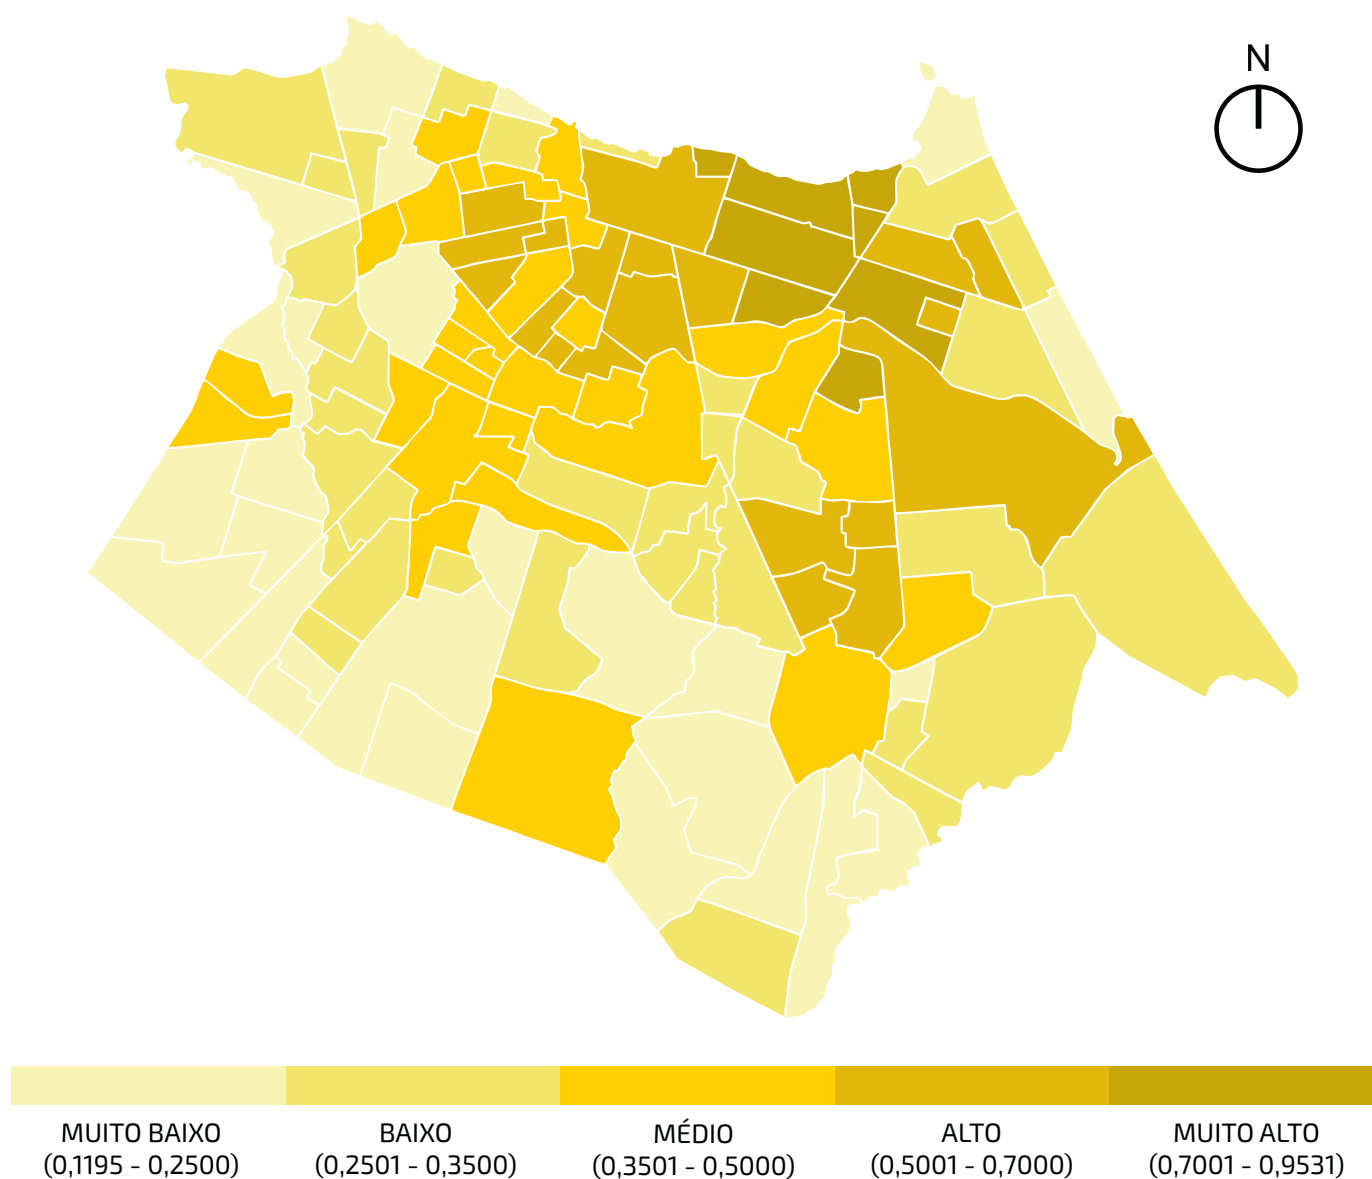 N
MUITO BAIXO
(0,1195 - 0,2500)
BAIXO
(0,2501 - 0,3500)
MÉDIO
(0,3501 - 0,5000)
ALTO
(0,5001 - 0,7000)
MUITO ALTO
(0,7001 - 0,9531)